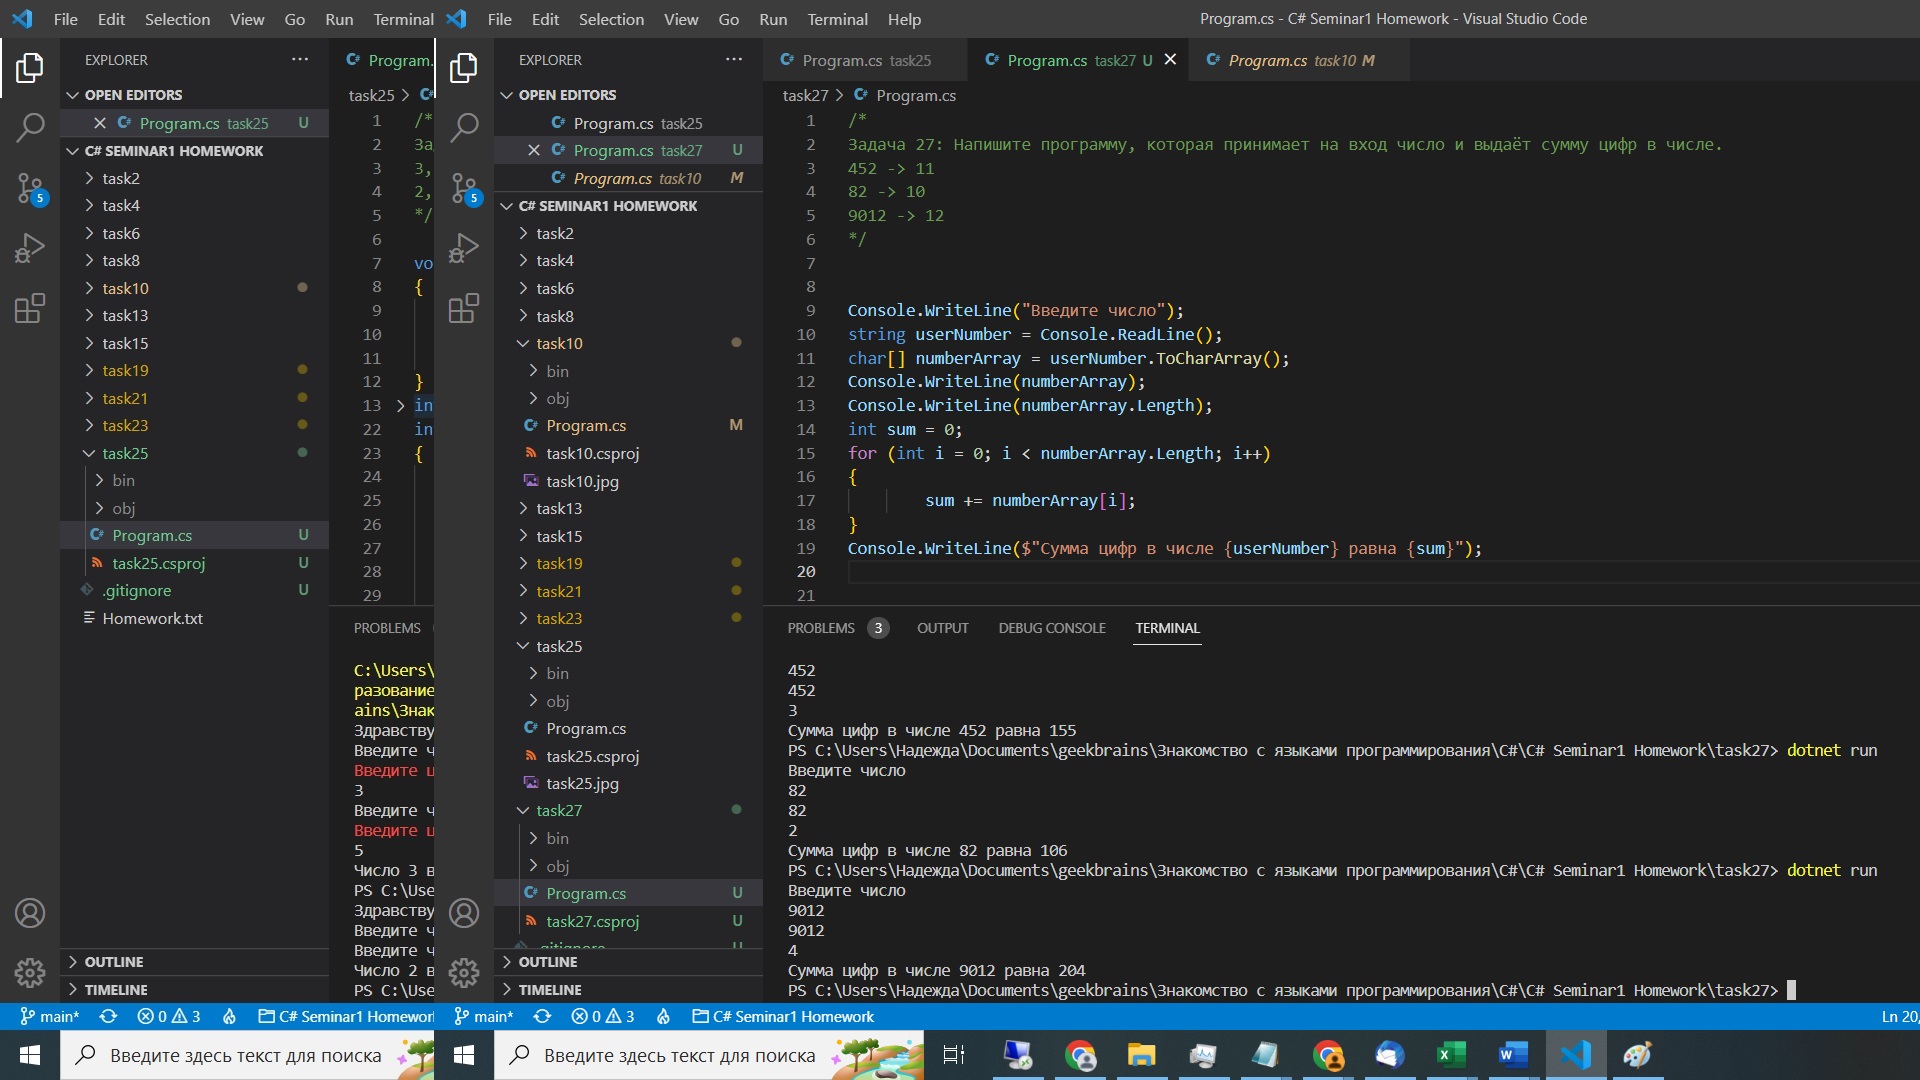 File Edit Selection View Go Run Terminal
EXPLORER ...
OPEN EDITORS
Program.cs task25 U
C# SEMINAR1 HOMEWORK
task2
task4
task6
task8
task10
task13
task15
task19
task21
task23
task25
bin
obj
Program.cs U
task25.csproj U
.gitignore U
Homework.txt
OUTLINE
TIMELINE
Program.
task25 >
1 /*
2 За
3 3,
4 2,
5 */
6
7 vo
8 {
9
10
11
12 }
13 in
22 in
23 {
24
25
26
27
28
29
PROBLEMS
C:\Users\
разование
ains\Знак
Здравству
Введите ч
Введите ц
3
Введите ч
Введите ц
5
Число 3 в
PS C:\Use
Здравству
Введите ч
Введите ч
Число 2 в
PS C:\Use
main* 0 3 C# Seminar1 Homewor
Введите здесь текст для поиска
File Edit Selection View Go Run Terminal Help
Program.cs - C# Seminar1 Homework - Visual Studio Code
EXPLORER ...
OPEN EDITORS
Program.cs task25
Program.cs task27 U
Program.cs task10 M
C# SEMINAR1 HOMEWORK
task2
task4
task6
task8
task10
bin
obj
Program.cs M
task10.csproj
task10.jpg
task13
task15
task19
task21
task23
task25
bin
obj
Program.cs
task25.csproj
task25.jpg
task27
bin
obj
Program.cs U
task27.csproj U
.gitignore U
OUTLINE
TIMELINE
5
5
Program.cs task25
Program.cs task27 U
Program.cs task10 M
task27 > Program.cs
1 /*
2 Задача 27: Напишите программу, которая принимает на вход число и выдаёт сумму цифр в числе.
3 452 -> 11
4 82 -> 10
5 9012 -> 12
6 */
7
8
9 Console.WriteLine("Введите число");
10 string userNumber = Console.ReadLine();
11 char[] numberArray = userNumber.ToCharArray();
12 Console.WriteLine(numberArray);
13 Console.WriteLine(numberArray.Length);
14 int sum = 0;
15 for (int i = 0; i < numberArray.Length; i++)
16 {
17 sum += numberArray[i];
18 }
19 Console.WriteLine($"Сумма цифр в числе {userNumber} равна {sum}");
20
21
PROBLEMS 3 OUTPUT DEBUG CONSOLE TERMINAL
452
452
3
Сумма цифр в числе 452 равна 155
PS C:\Users\Надежда\Documents\geekbrains\Знакомство с языками программирования\C#\C# Seminar1 Homework\task27> dotnet run
Введите число
82
82
2
Сумма цифр в числе 82 равна 106
PS C:\Users\Надежда\Documents\geekbrains\Знакомство с языками программирования\C#\C# Seminar1 Homework\task27> dotnet run
Введите число
9012
9012
4
Сумма цифр в числе 9012 равна 204
PS C:\Users\Надежда\Documents\geekbrains\Знакомство с языками программирования\C#\C# Seminar1 Homework\task27>
main* 0 3 C# Seminar1 Homework
Ln 20,
Введите здесь текст для поиска